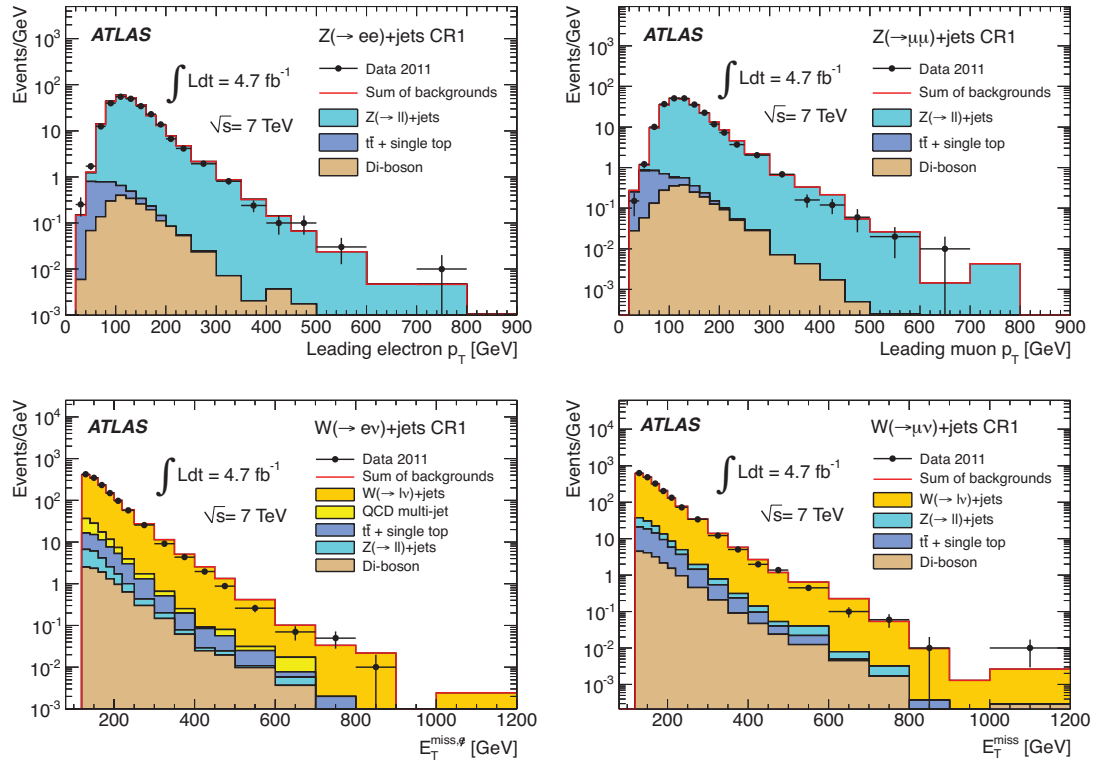 Events/GeV
ATLAS
Z(→ ee)+jets CR1
∫ Ldt = 4.7 fb⁻¹
√s= 7 TeV
Data 2011
Sum of backgrounds
Z(→ ll)+jets
tt̄ + single top
Di-boson
10³
10²
10
1
10⁻¹
10⁻²
10⁻³
0 100 200 300 400 500 600 700 800 900
Leading electron p_T [GeV]
Events/GeV
ATLAS
Z(→μμ)+jets CR1
∫ Ldt = 4.7 fb⁻¹
√s= 7 TeV
Data 2011
Sum of backgrounds
Z(→ ll)+jets
tt̄ + single top
Di-boson
10³
10²
10
1
10⁻¹
10⁻²
10⁻³
0 100 200 300 400 500 600 700 800 900
Leading muon p_T [GeV]
Events/GeV
ATLAS
W(→ eν)+jets CR1
∫ Ldt = 4.7 fb⁻¹
√s= 7 TeV
Data 2011
Sum of backgrounds
W(→ lν)+jets
QCD multi-jet
tt̄ + single top
Z(→ ll)+jets
Di-boson
10⁴
10³
10²
10
1
10⁻¹
10⁻²
10⁻³
200 400 600 800 1000 1200
E_T^miss,e̸ [GeV]
Events/GeV
ATLAS
W(→μν)+jets CR1
∫ Ldt = 4.7 fb⁻¹
√s= 7 TeV
Data 2011
Sum of backgrounds
W(→ lν)+jets
Z(→ ll)+jets
tt̄ + single top
Di-boson
10⁴
10³
10²
10
1
10⁻¹
10⁻²
10⁻³
200 400 600 800 1000 1200
E_T^miss [GeV]